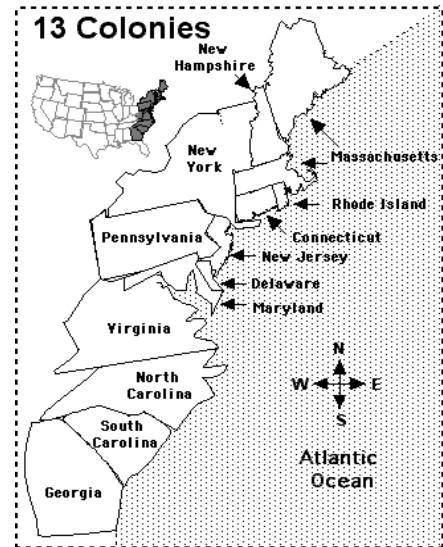 13 Colonies
New
Hampshire
New
York
Massachusetts
Rhode Island
Connecticut
Pennsylvania
New Jersey
Delaware
Maryland
Virginia
N
W E
S
North
Carolina
South
Carolina
Atlantic
Ocean
Georgia